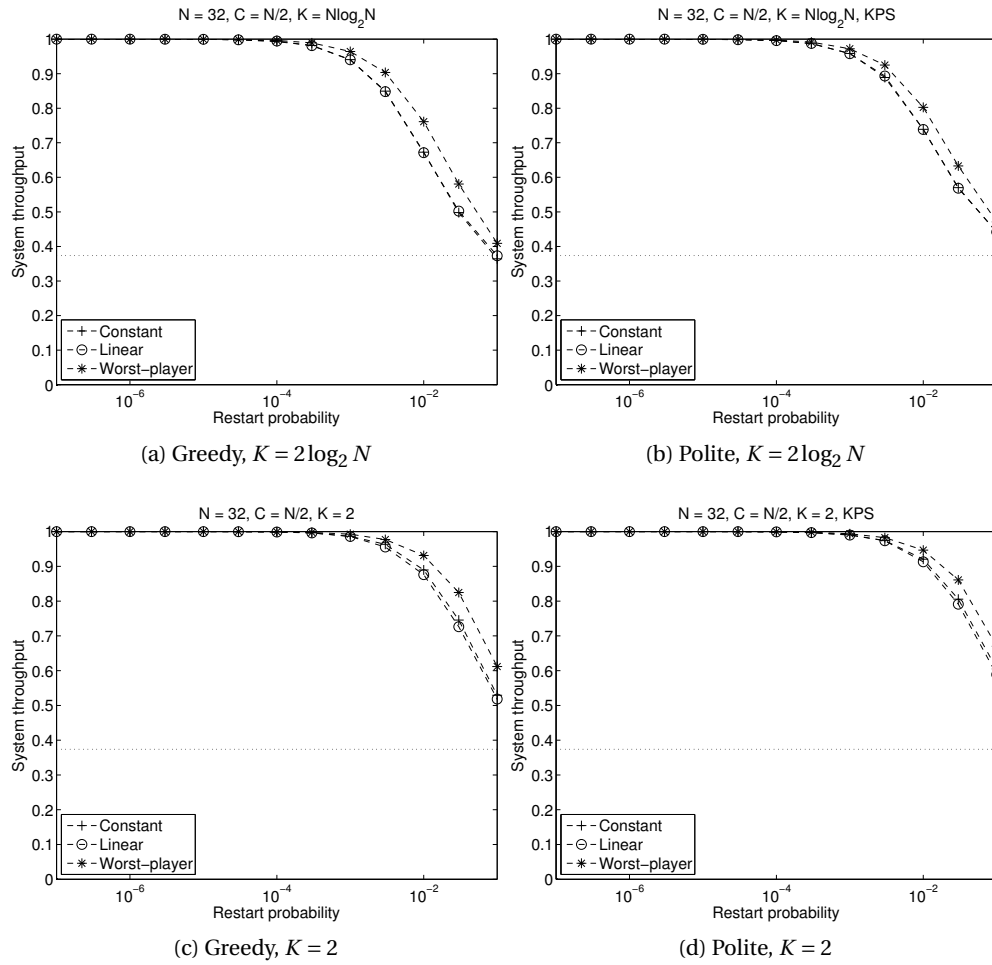 N = 32, C = N/2, K = Nlog₂N
System throughput
1
0.9
0.8
0.7
0.6
0.5
0.4
0.3
0.2
0.1
0
Constant
Linear
Worst−player
10⁻⁶ 10⁻⁴ 10⁻²
Restart probability
(a) Greedy, K = 2log₂ N
N = 32, C = N/2, K = Nlog₂N, KPS
System throughput
1
0.9
0.8
0.7
0.6
0.5
0.4
0.3
0.2
0.1
0
Constant
Linear
Worst−player
10⁻⁶ 10⁻⁴ 10⁻²
Restart probability
(b) Polite, K = 2log₂ N
N = 32, C = N/2, K = 2
System throughput
1
0.9
0.8
0.7
0.6
0.5
0.4
0.3
0.2
0.1
0
Constant
Linear
Worst−player
10⁻⁶ 10⁻⁴ 10⁻²
Restart probability
(c) Greedy, K = 2
N = 32, C = N/2, K = 2, KPS
System throughput
1
0.9
0.8
0.7
0.6
0.5
0.4
0.3
0.2
0.1
0
Constant
Linear
Worst−player
10⁻⁶ 10⁻⁴ 10⁻²
Restart probability
(d) Polite, K = 2